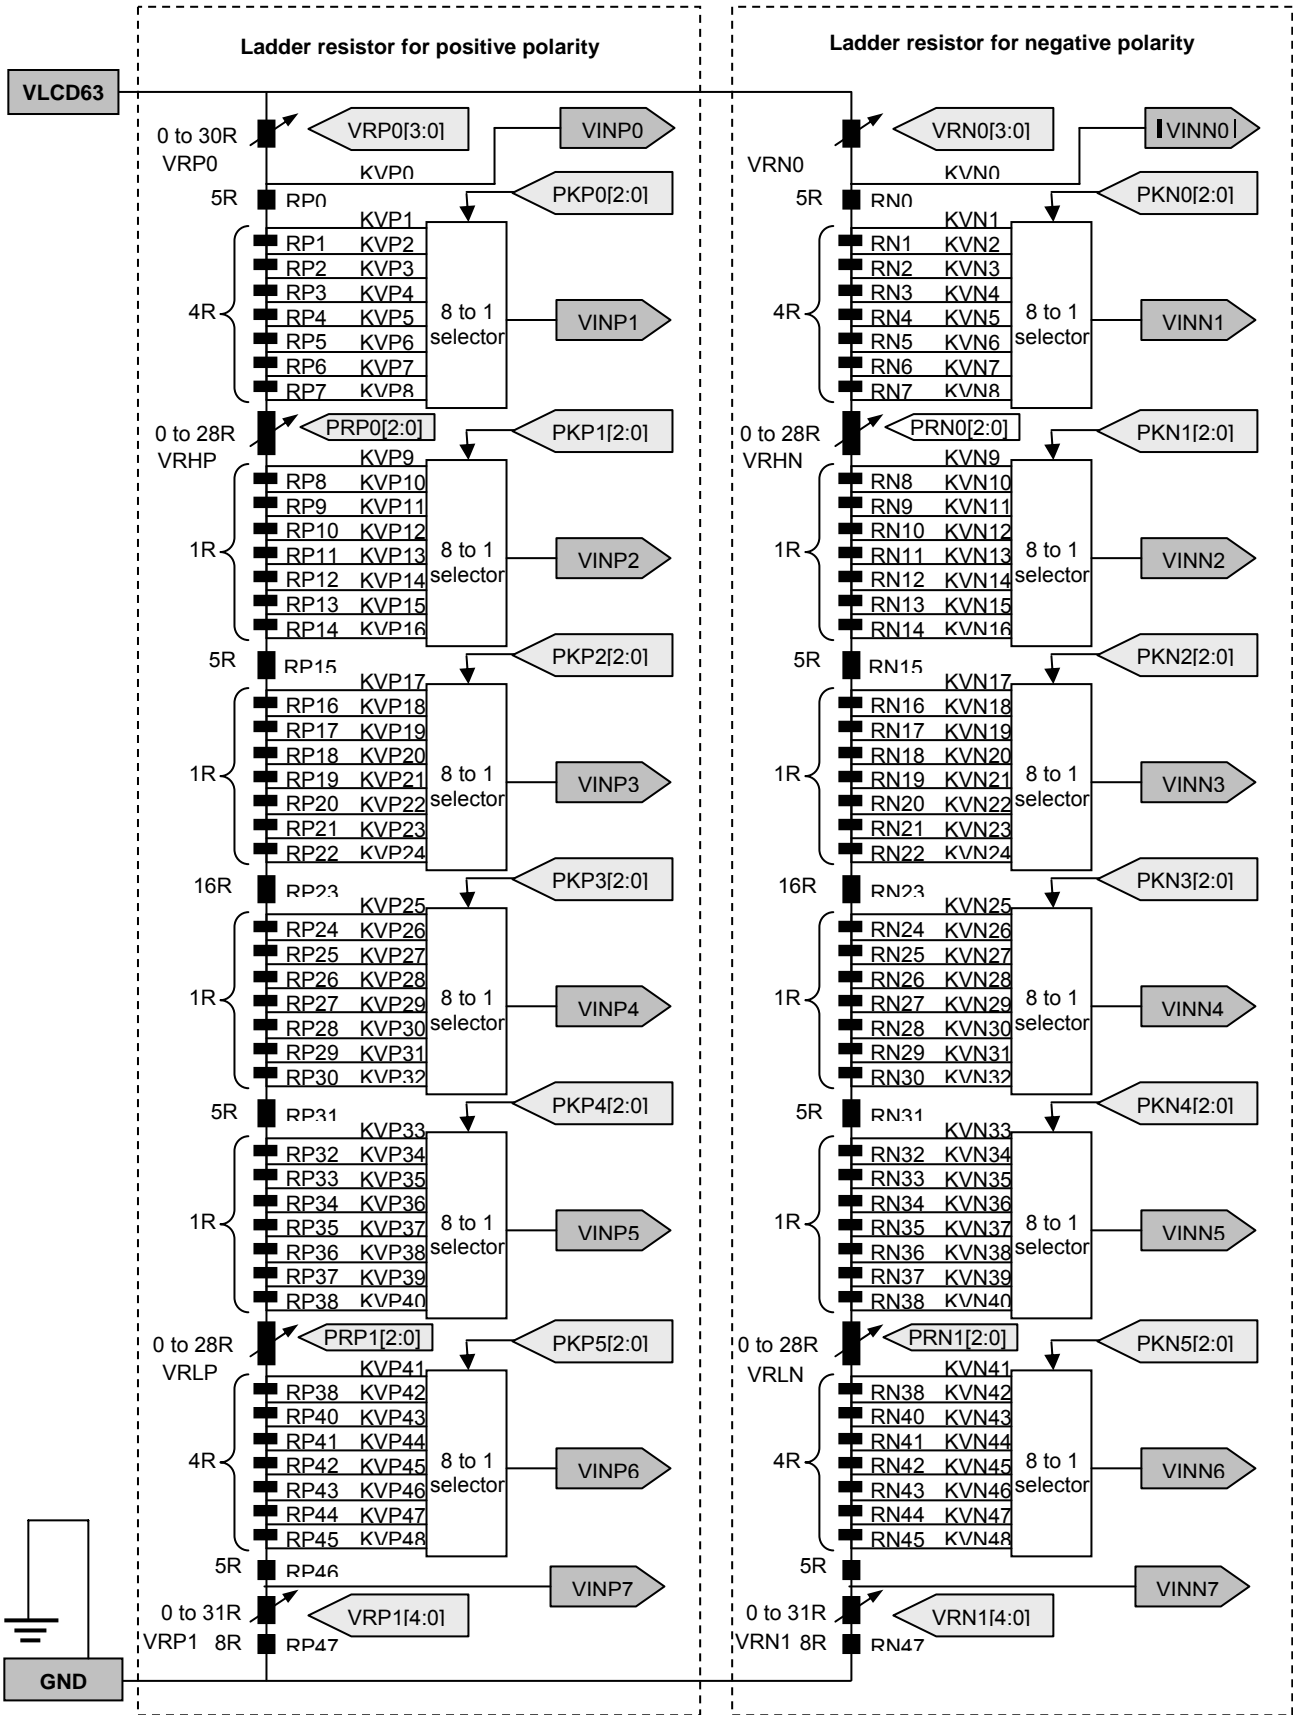 Ladder resistor for positive polarity
VLCD63
0 to 30R
VRP0
VRP0[3:0]
VINP0
KVP0
5R
RP0
PKP0[2:0]
KVP1
RP1 KVP2
RP2 KVP3
RP3 KVP4
4R
RP4 KVP5
RP5 KVP6
RP6 KVP7
RP7 KVP8
8 to 1
selector
VINP1
0 to 28R
VRHP
PRP0[2:0]
PKP1[2:0]
KVP9
RP8 KVP10
RP9 KVP11
RP10 KVP12
1R
RP11 KVP13
RP12 KVP14
RP13 KVP15
RP14 KVP16
8 to 1
selector
VINP2
5R
RP15
PKP2[2:0]
KVP17
RP16 KVP18
RP17 KVP19
RP18 KVP20
1R
RP19 KVP21
RP20 KVP22
RP21 KVP23
RP22 KVP24
8 to 1
selector
VINP3
16R
RP23
PKP3[2:0]
KVP25
RP24 KVP26
RP25 KVP27
RP26 KVP28
1R
RP27 KVP29
RP28 KVP30
RP29 KVP31
RP30 KVP32
8 to 1
selector
VINP4
5R
RP31
PKP4[2:0]
KVP33
RP32 KVP34
RP33 KVP35
RP34 KVP36
1R
RP35 KVP37
RP36 KVP38
RP37 KVP39
RP38 KVP40
8 to 1
selector
VINP5
0 to 28R
VRLP
PRP1[2:0]
PKP5[2:0]
KVP41
RP38 KVP42
RP40 KVP43
RP41 KVP44
4R
RP42 KVP45
RP43 KVP46
RP44 KVP47
RP45 KVP48
8 to 1
selector
VINP6
5R
RP46
VINP7
0 to 31R
VRP1
VRP1[4:0]
8R
RP47
GND
Ladder resistor for negative polarity
VRN0
VRN0[3:0]
VINN0
KVN0
5R
RN0
PKN0[2:0]
KVN1
RN1 KVN2
RN2 KVN3
RN3 KVN4
4R
RN4 KVN5
RN5 KVN6
RN6 KVN7
RN7 KVN8
8 to 1
selector
VINN1
0 to 28R
VRHN
PRN0[2:0]
PKN1[2:0]
KVN9
RN8 KVN10
RN9 KVN11
RN10 KVN12
1R
RN11 KVN13
RN12 KVN14
RN13 KVN15
RN14 KVN16
8 to 1
selector
VINN2
5R
RN15
PKN2[2:0]
KVN17
RN16 KVN18
RN17 KVN19
RN18 KVN20
1R
RN19 KVN21
RN20 KVN22
RN21 KVN23
RN22 KVN24
8 to 1
selector
VINN3
16R
RN23
PKN3[2:0]
KVN25
RN24 KVN26
RN25 KVN27
RN26 KVN28
1R
RN27 KVN29
RN28 KVN30
RN29 KVN31
RN30 KVN32
8 to 1
selector
VINN4
5R
RN31
PKN4[2:0]
KVN33
RN32 KVN34
RN33 KVN35
RN34 KVN36
1R
RN35 KVN37
RN36 KVN38
RN37 KVN39
RN38 KVN40
8 to 1
selector
VINN5
0 to 28R
VRLN
PRN1[2:0]
PKN5[2:0]
KVN41
RN38 KVN42
RN40 KVN43
RN41 KVN44
4R
RN42 KVN45
RN43 KVN46
RN44 KVN47
RN45 KVN48
8 to 1
selector
VINN6
5R
RN46
VINN7
0 to 31R
VRN1
VRN1[4:0]
8R
RN47